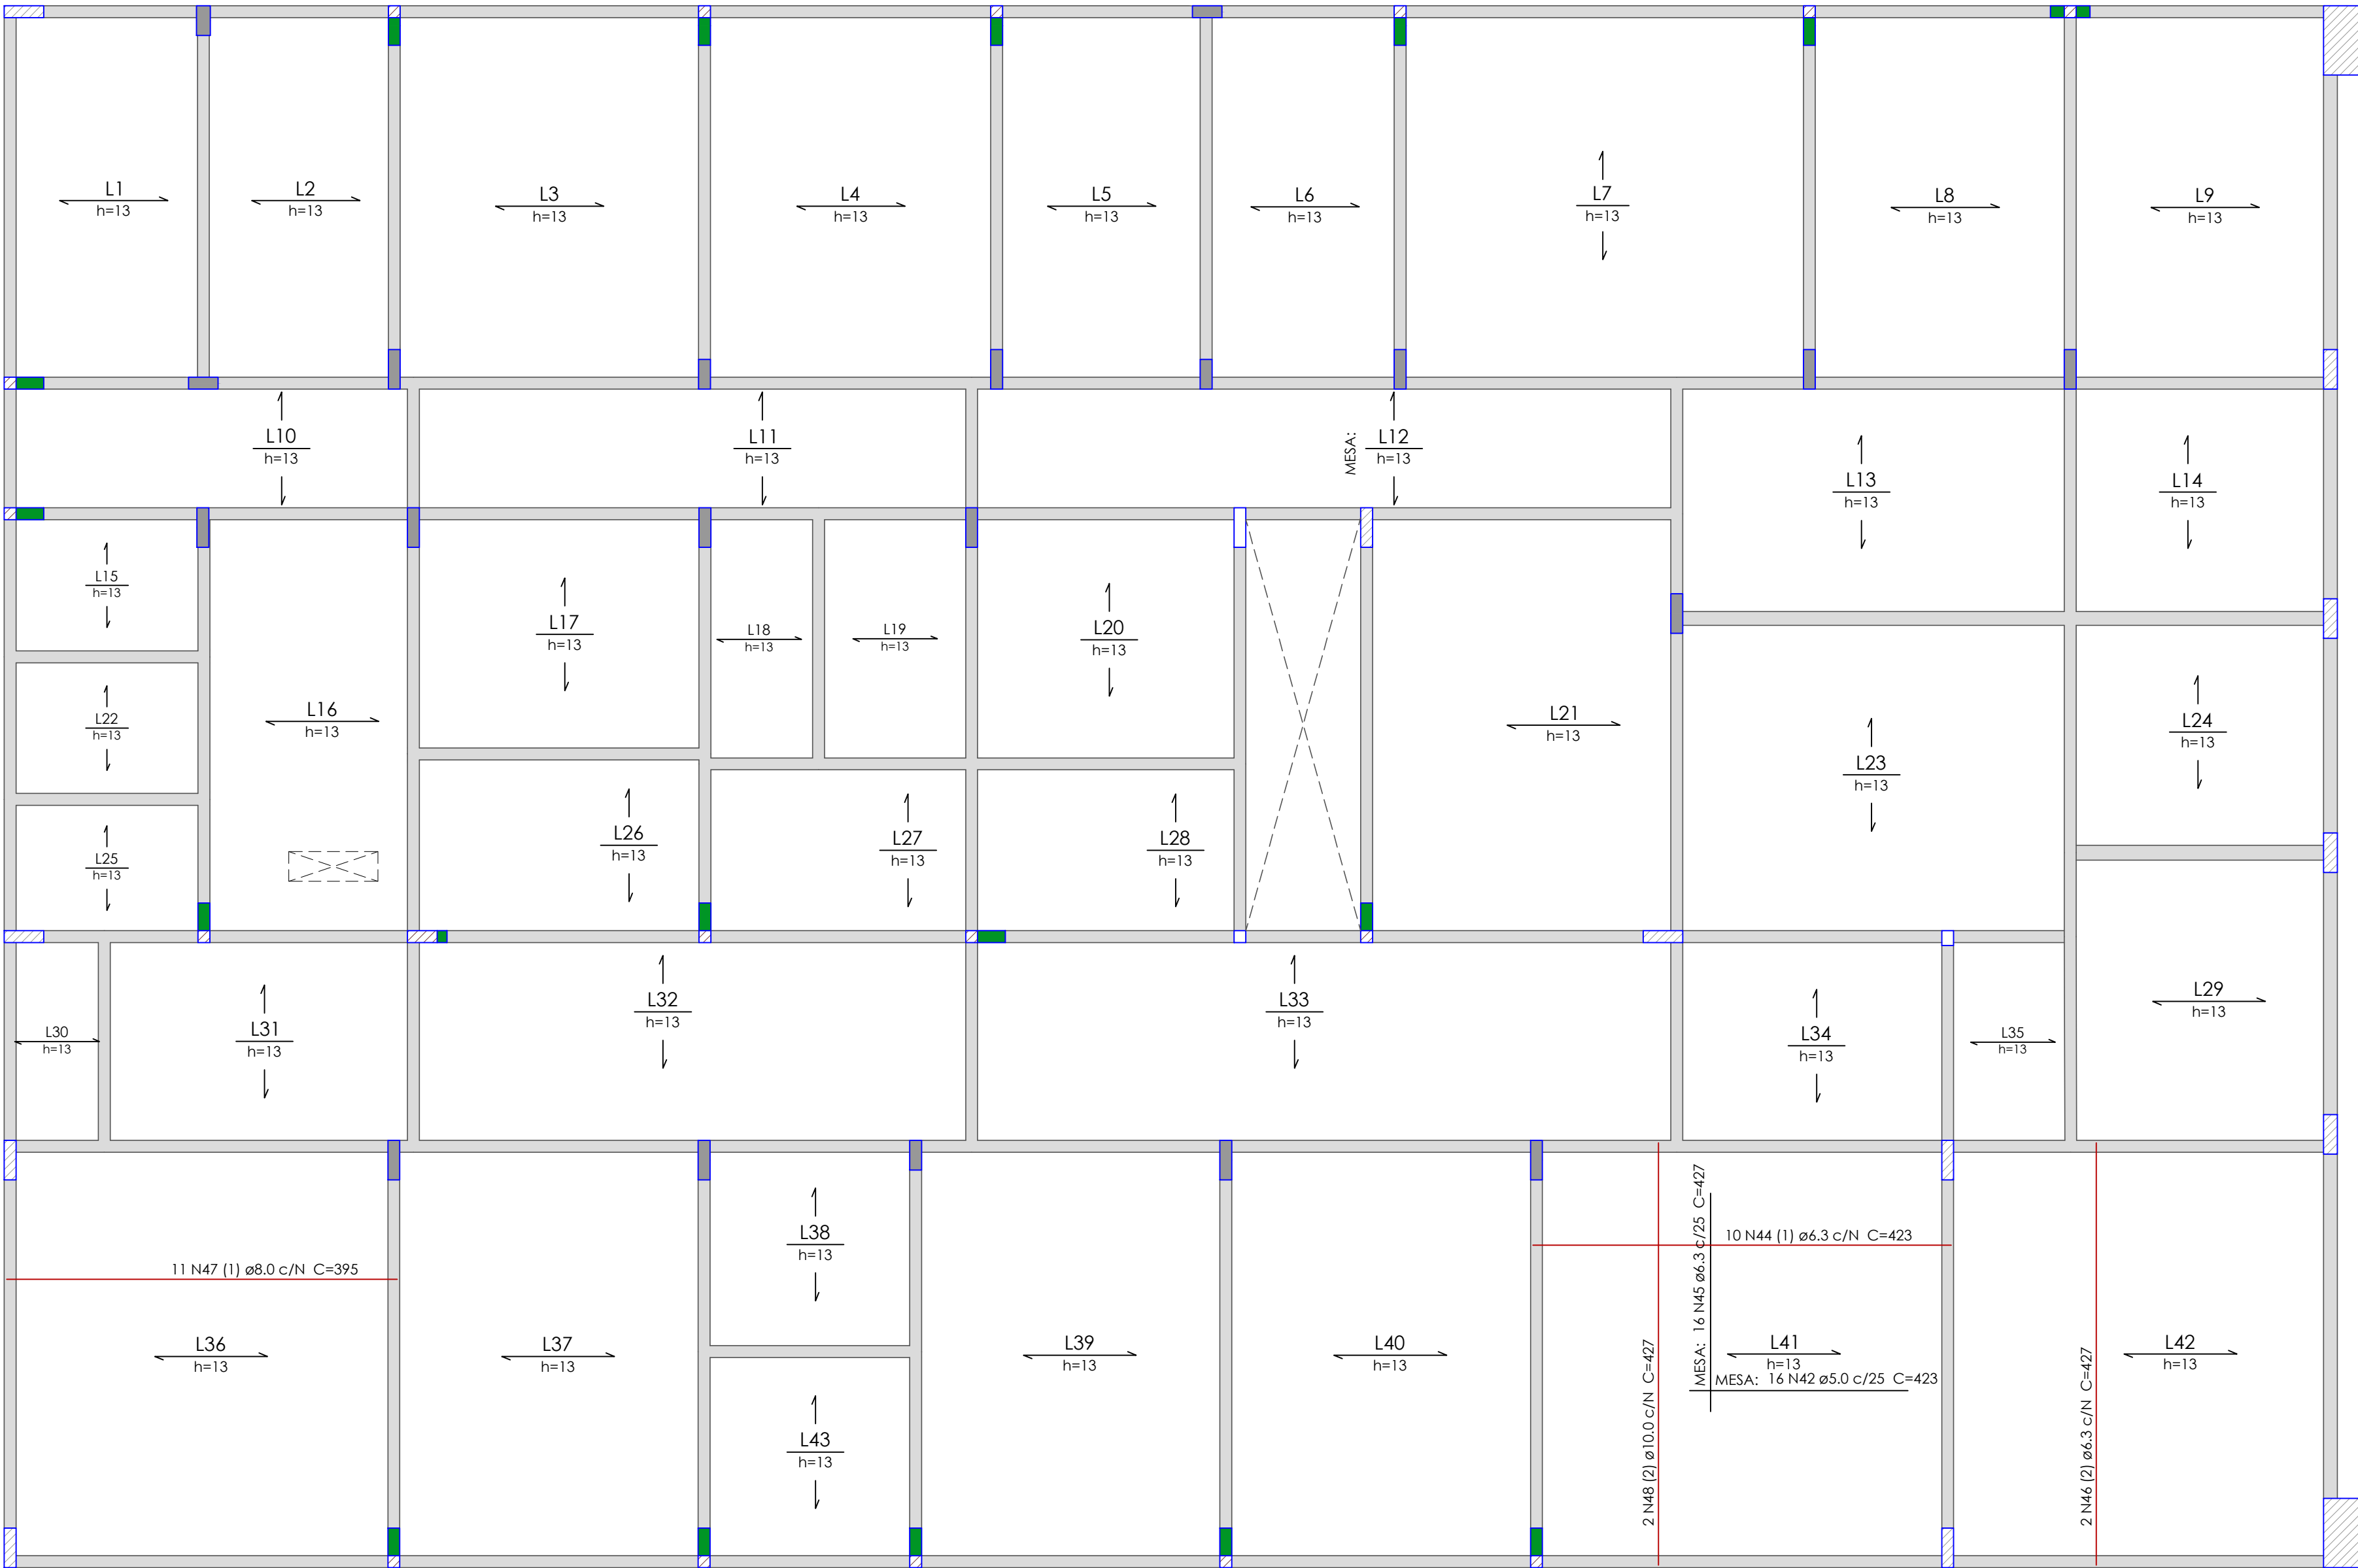 L1
h=13
L2
h=13
L3
h=13
L4
h=13
L5
h=13
L6
h=13
L7
h=13
L8
h=13
L9
h=13
L10
h=13
L11
h=13
MESA:
L12
h=13
L13
h=13
L14
h=13
L15
h=13
L16
h=13
L17
h=13
L18
h=13
L19
h=13
L20
h=13
L21
h=13
L22
h=13
L23
h=13
L24
h=13
L25
h=13
L26
h=13
L27
h=13
L28
h=13
L29
h=13
L30
h=13
L31
h=13
L32
h=13
L33
h=13
L34
h=13
L35
h=13
11 N47 (1) ø8.0 c/N C=395
L36
h=13
L37
h=13
L38
h=13
L39
h=13
L40
h=13
10 N44 (1) ø6.3 c/N C=423
MESA: 16 N45 ø6.3 c/25 C=427
2 N48 (2) ø10.0 c/N C=427
L41
h=13
MESA: 16 N42 ø5.0 c/25 C=423
2 N46 (2) ø6.3 c/N C=427
L42
h=13
L43
h=13